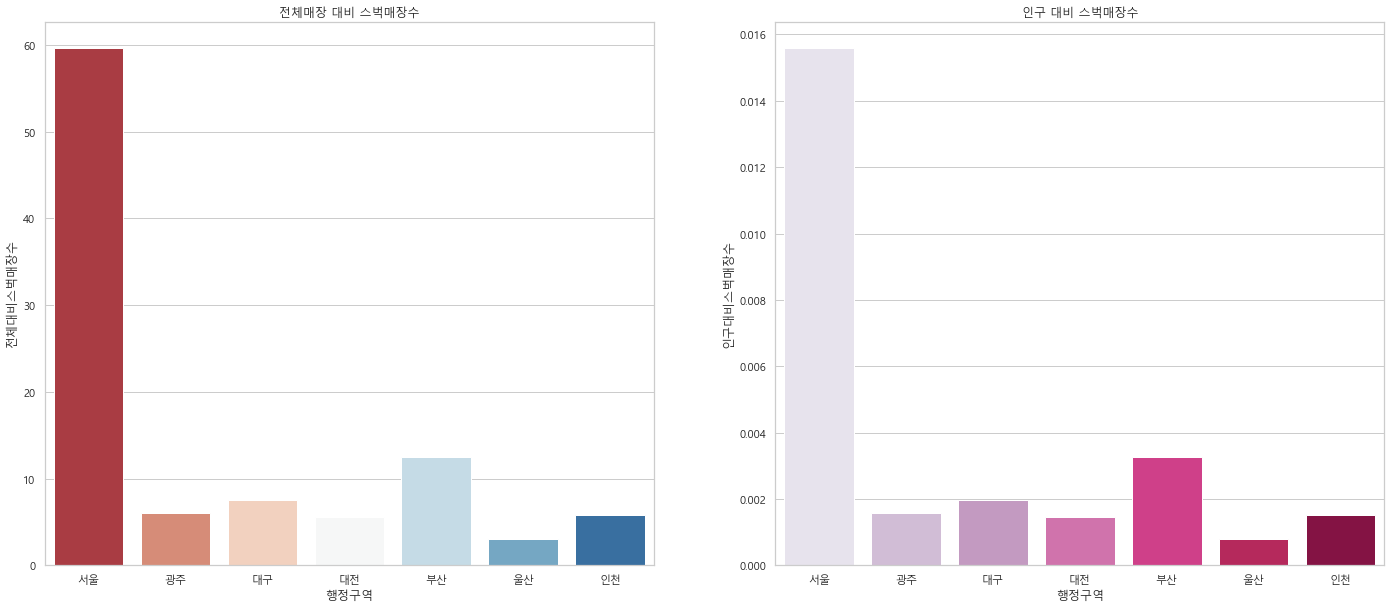 전체매장 대비 스벅매장수
전체대비스벅매장수
60
50
40
30
20
10
0
서울 광주 대구 대전 부산 울산 인천
행정구역
인구 대비 스벅매장수
인구대비스벅매장수
0.016
0.014
0.012
0.010
0.008
0.006
0.004
0.002
0.000
서울 광주 대구 대전 부산 울산 인천
행정구역